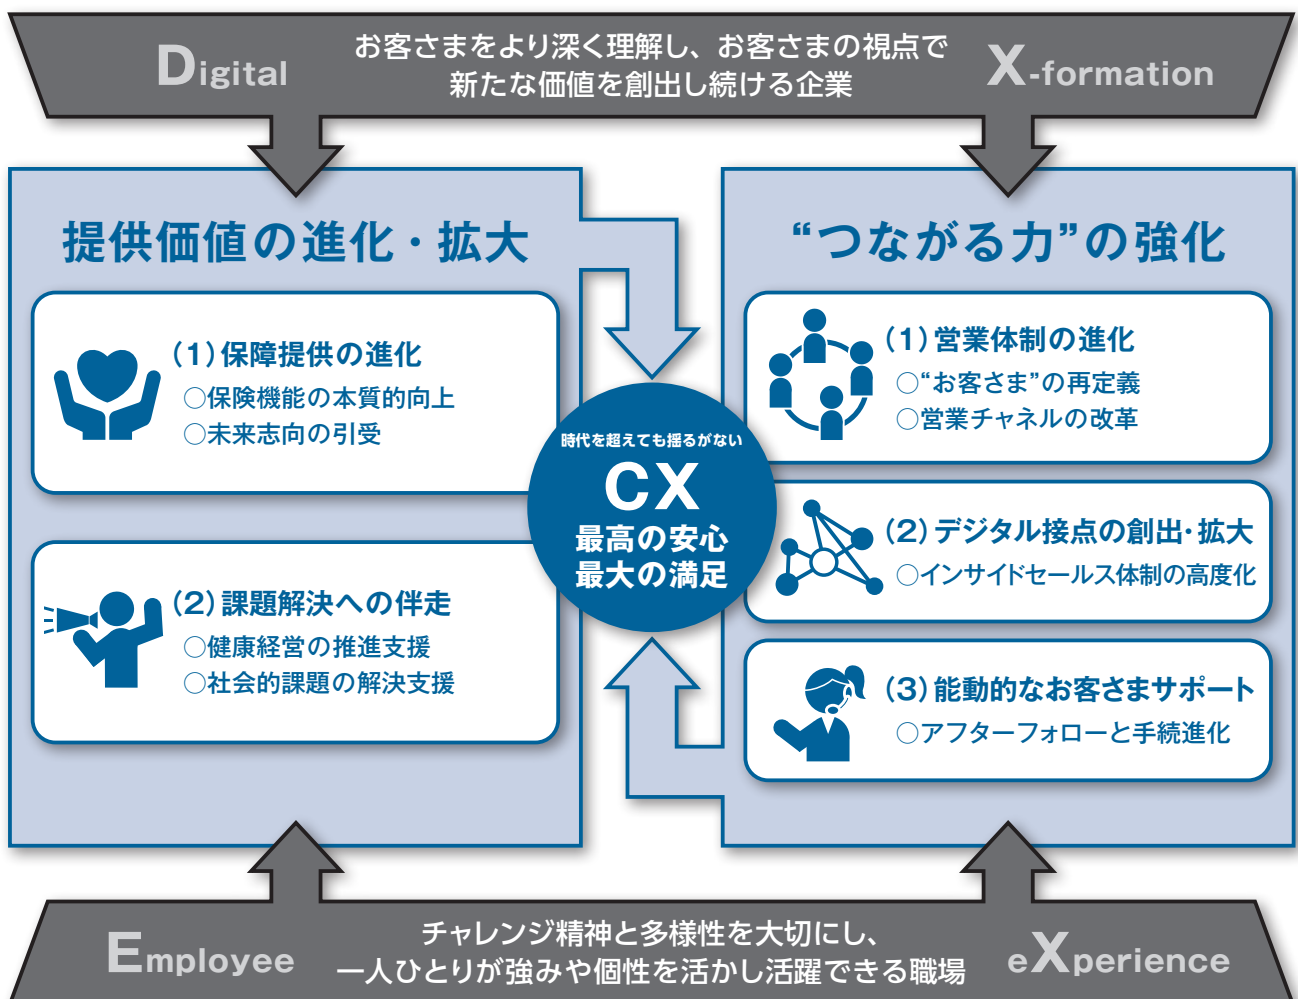 Digital
お客さまをより深く理解し、お客さまの視点で
新たな価値を創出し続ける企業
X-formation
提供価値の進化・拡大
(1)保障提供の進化
○保険機能の本質的向上
○未来志向の引受
(2)課題解決への伴走
○健康経営の推進支援
○社会的課題の解決支援
時代を超えても揺るがない
CX
最高の安心
最大の満足
“つながる力”の強化
(1)営業体制の進化
○“お客さま”の再定義
○営業チャネルの改革
(2)デジタル接点の創出・拡大
○インサイドセールス体制の高度化
(3)能動的なお客さまサポート
○アフターフォローと手続進化
Employee
チャレンジ精神と多様性を大切にし、
一人ひとりが強みや個性を活かし活躍できる職場
eXperience